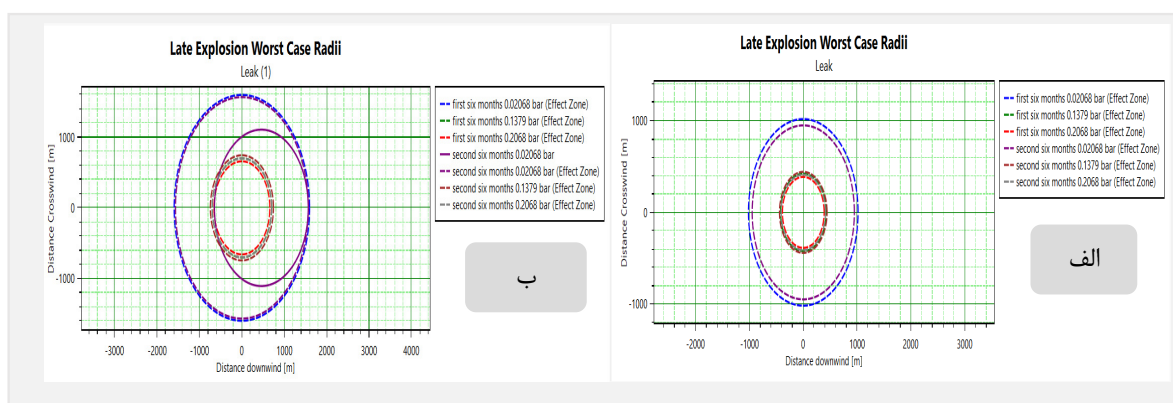 Late Explosion Worst Case Radii
Leak (1)
Distance Crosswind [m]
1000
0
-1000
-3000 -2000 -1000 0 1000 2000 3000 4000
Distance downwind [m]
first six months 0.02068 bar (Effect Zone)
first six months 0.1379 bar (Effect Zone)
first six months 0.2068 bar (Effect Zone)
second six months 0.02068 bar
second six months 0.02068 bar (Effect Zone)
second six months 0.1379 bar (Effect Zone)
second six months 0.2068 bar (Effect Zone)
ب
Late Explosion Worst Case Radii
Leak
Distance Crosswind [m]
1000
0
-1000
-2000 -1000 0 1000 2000 3000
Distance downwind [m]
first six months 0.02068 bar (Effect Zone)
first six months 0.1379 bar (Effect Zone)
first six months 0.2068 bar (Effect Zone)
second six months 0.02068 bar (Effect Zone)
second six months 0.1379 bar (Effect Zone)
second six months 0.2068 bar (Effect Zone)
الف